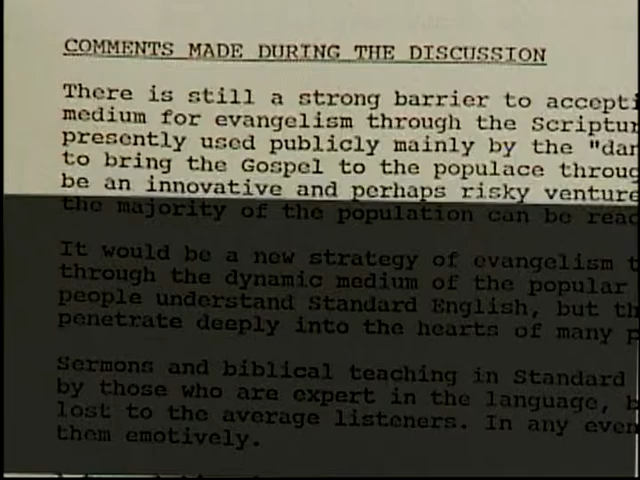 COMMENTS MADE DURING THE DISCUSSION
There is still a strong barrier to accepti
medium for evangelism through the Scriptur
presently used publicly mainly by the "dan
to bring the Gospel to the populace throug
be an innovative and perhaps risky venture
the majority of the population can be reac
It would be a new strategy of evangelism t
through the dynamic medium of the popular
people understand Standard English, but th
penetrate deeply into the hearts of many p
Sermons and biblical teaching in Standard
by those who are expert in the language, b
lost to the average listeners. In any even
them emotively.